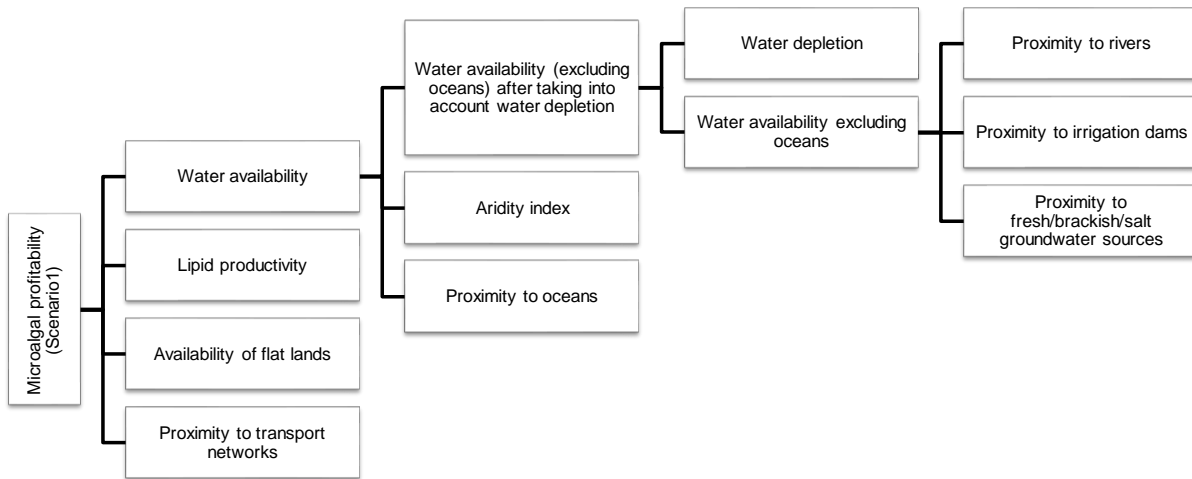 Microalgal profitability
(Scenario1)
Water availability
Lipid productivity
Availability of flat lands
Proximity to transport
networks
Water availability (excluding
oceans) after taking into
account water depletion
Aridity index
Proximity to oceans
Water depletion
Water availability excluding
oceans
Proximity to rivers
Proximity to irrigation dams
Proximity to
fresh/brackish/salt
groundwater sources